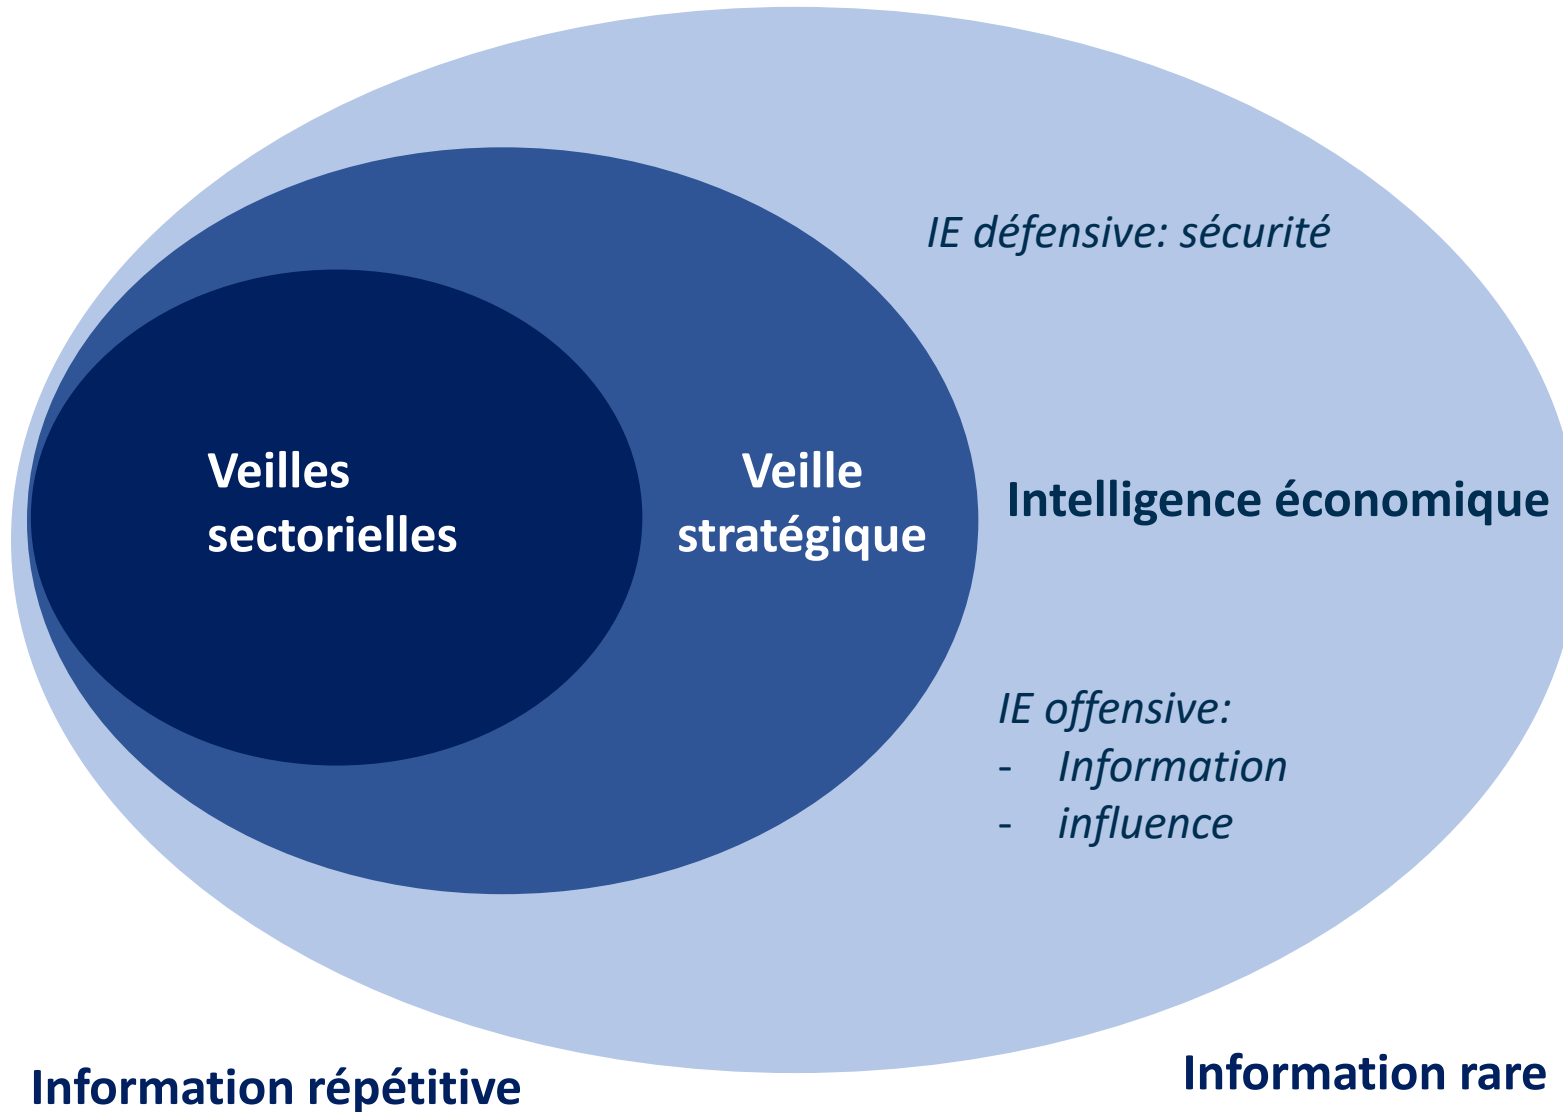 IE défensive: sécurité
Veilles
sectorielles
Veille
stratégique
Intelligence économique
IE offensive:
- Information
- influence
Information répétitive
Information rare